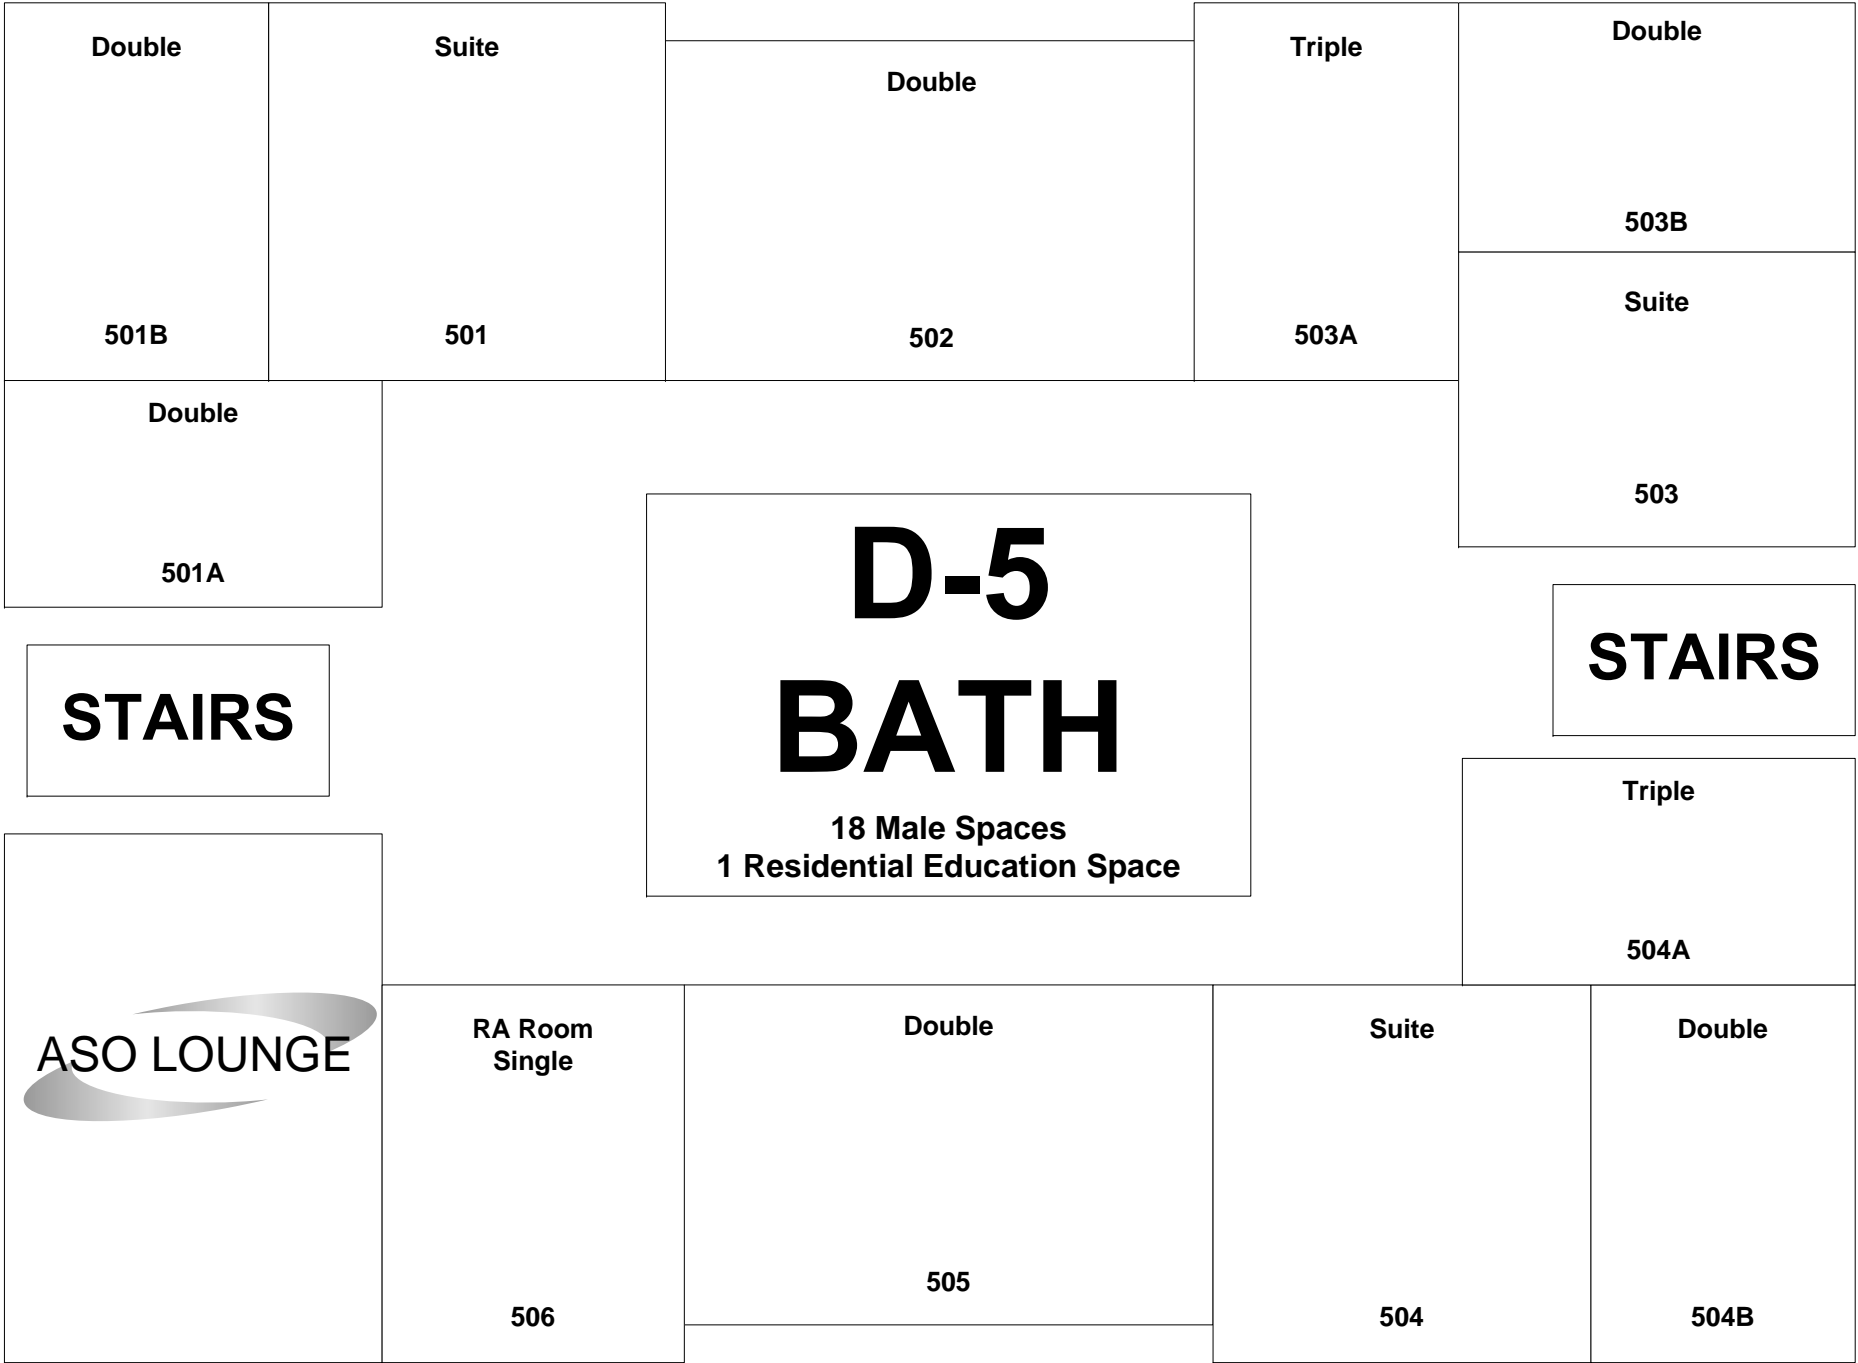 Double
501B
Suite
501
Double
502
Triple
503A
Double
503B
Suite
503
Double
501A
STAIRS
D-5
BATH
18 Male Spaces
1 Residential Education Space
STAIRS
Triple
504A
ASO LOUNGE
RA Room
Single
506
Double
505
Suite
504
Double
504B